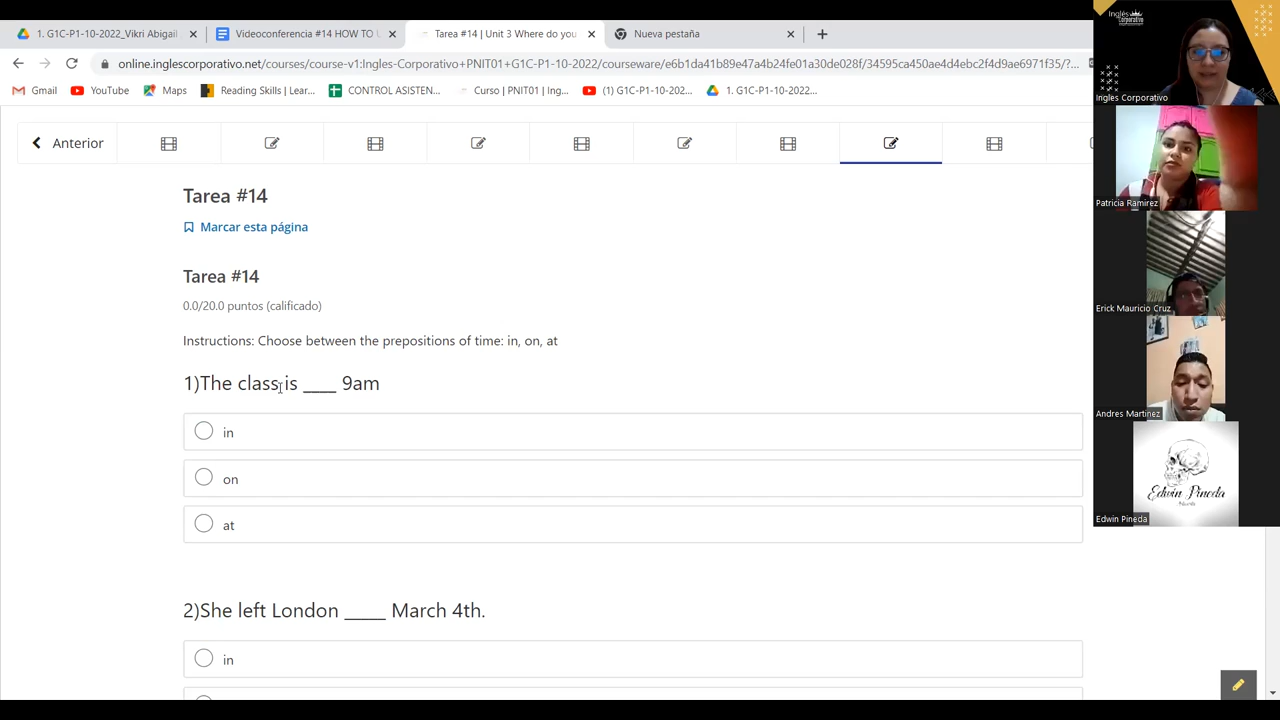 1. G1C-P1-10-2022_Vikri Abigail
Videoconferencia #14 HOW TO U
Tarea #14 | Unit 3 Where do you
Nueva pestaña
online.inglescorporativo.net/courses/course-v1:Ingles-Corporativo+PNIT01+G1C-P1-10-2022/courseware/e6b1da41b89e47a4b24fe01a30de028f/34595ca450ae4d4ebc2f4d9ae6971f35/?...
Gmail
YouTube
Maps
Reading Skills | Lear...
CONTROL ASISTEN...
Curso | PNIT01 | Ing...
(1) G1C-P1-10-202...
1. G1C-P1-10-2022...
Anterior
Tarea #14
Marcar esta página
Tarea #14
0.0/20.0 puntos (calificado)
Instructions: Choose between the prepositions of time: in, on, at
1)The class is ____ 9am
in
on
at
2)She left London _____ March 4th.
in
Inglés
Corporativo
Ingles Corporativo
Patricia Ramirez
Erick Mauricio Cruz
Andres Martinez
Edwin Pineda
Edwin Pineda